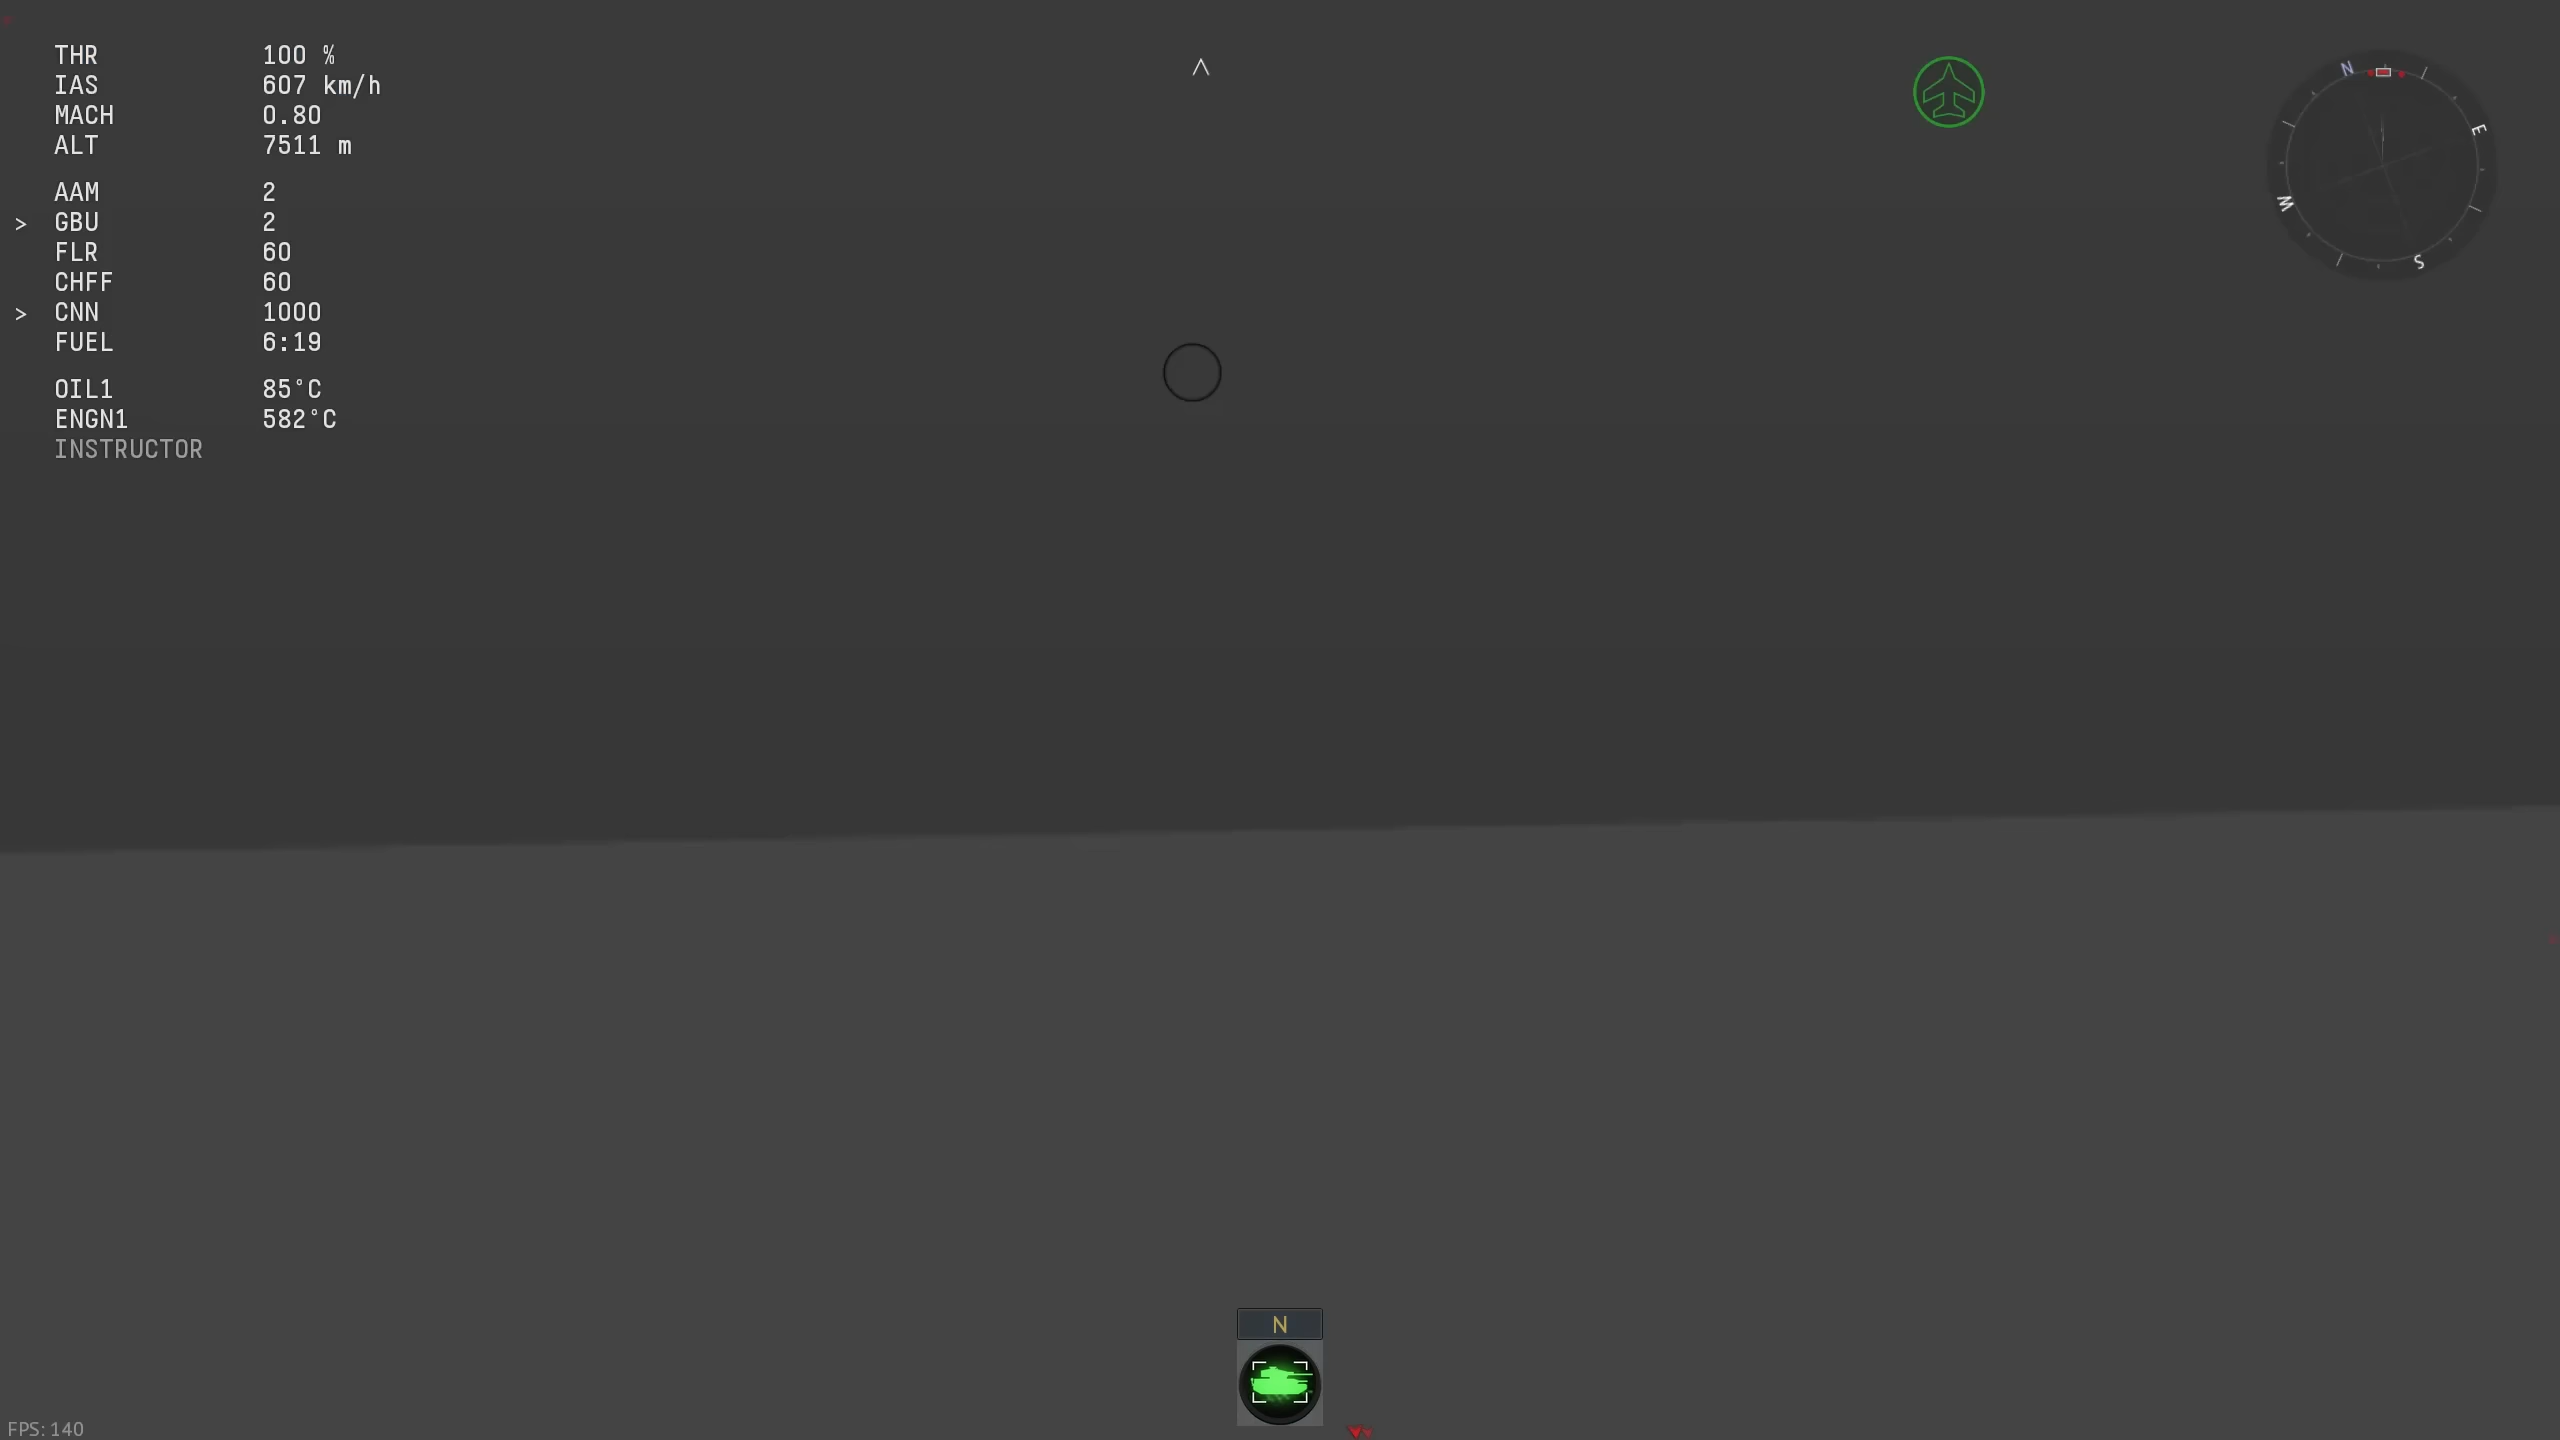 THR 100 %
IAS 607 km/h
MACH 0.80
ALT 7511 m
AAM 2
> GBU 2
FLR 60
CHFF 60
> CNN 1000
FUEL 6:19
OIL1 85°C
ENGN1 582°C
INSTRUCTOR
N
E
W
S
N
FPS: 140